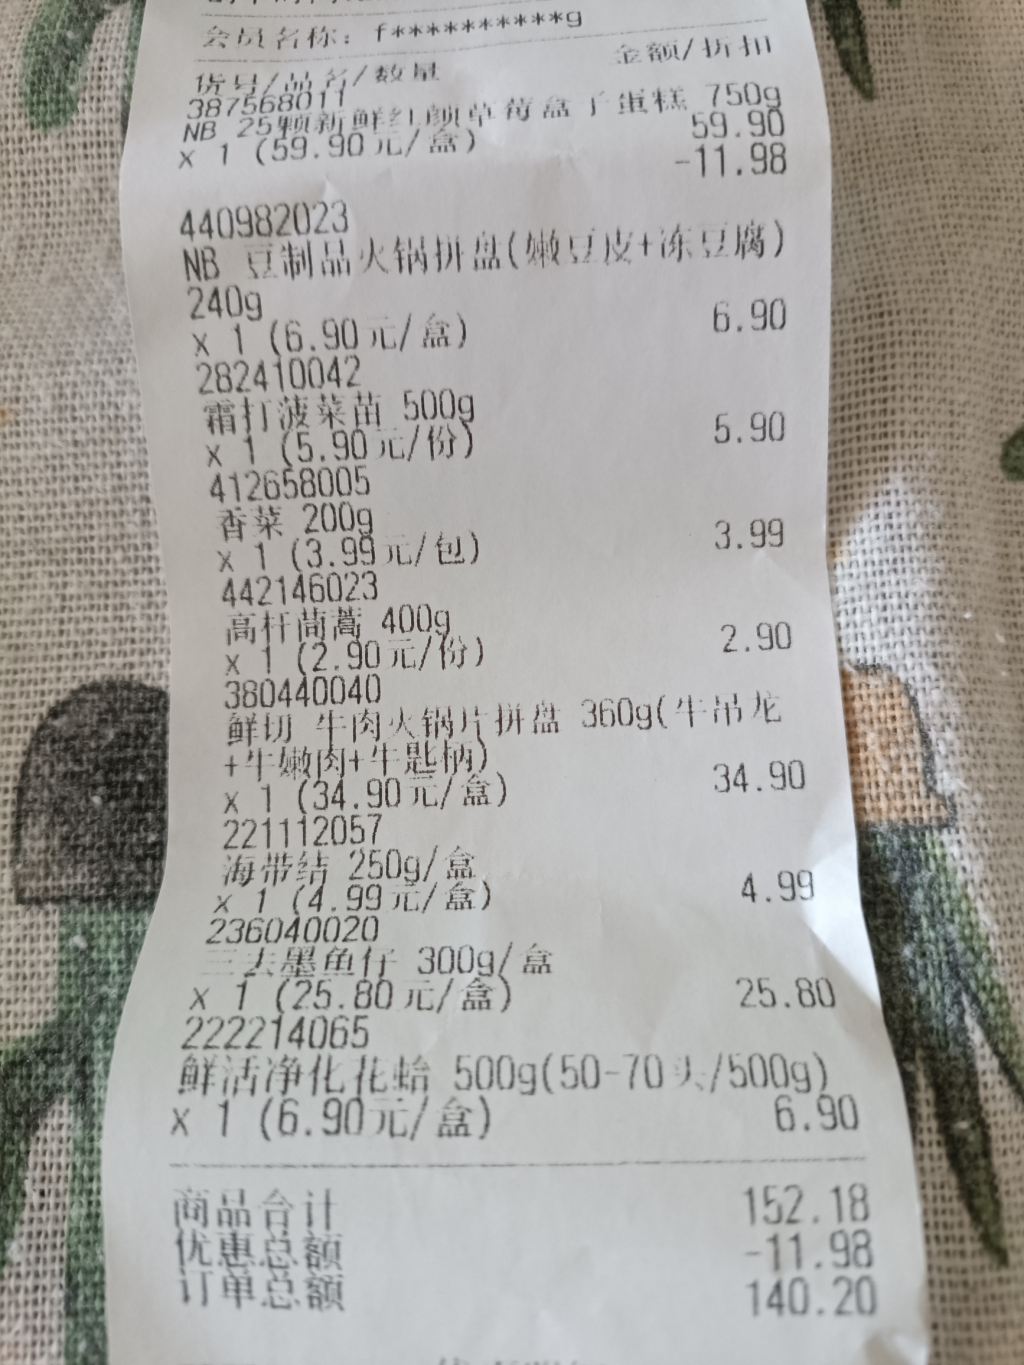 会员名称: f**********g
货号/品名/数量 金额/折扣
387568011
NB 25颗新鲜红颜草莓盒子蛋糕 750g
x 1 (59.90元/盒) 59.90
-11.98
440982023
NB 豆制品火锅拼盘(嫩豆皮+冻豆腐)
240g
x 1 (6.90元/盒) 6.90
282410042
霜打菠菜苗 500g
x 1 (5.90元/份) 5.90
412658005
香菜 200g
x 1 (3.99元/包) 3.99
442146023
高杆茼蒿 400g
x 1 (2.90元/份) 2.90
380440040
鲜切 牛肉火锅片拼盘 360g(牛吊龙
+牛嫩肉+牛匙柄)
x 1 (34.90元/盒) 34.90
221112057
海带结 250g/盒
x 1 (4.99元/盒) 4.99
236040020
三去墨鱼仔 300g/盒
x 1 (25.80元/盒) 25.80
222214065
鲜活净化花蛤 500g(50-70头/500g)
x 1 (6.90元/盒) 6.90
商品合计 152.18
优惠总额 -11.98
订单总额 140.20